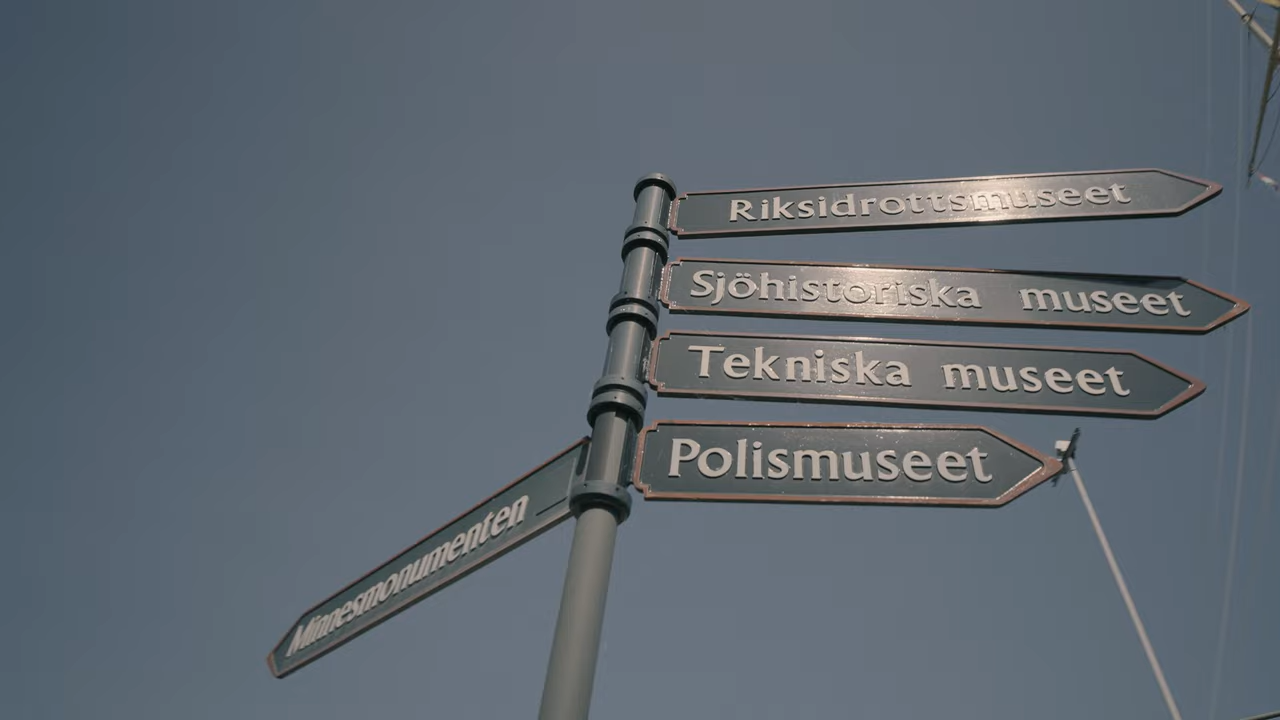 Riksidrottsmuseet
Sjöhistoriska museet
Tekniska museet
Polismuseet
Minnesmonumenten